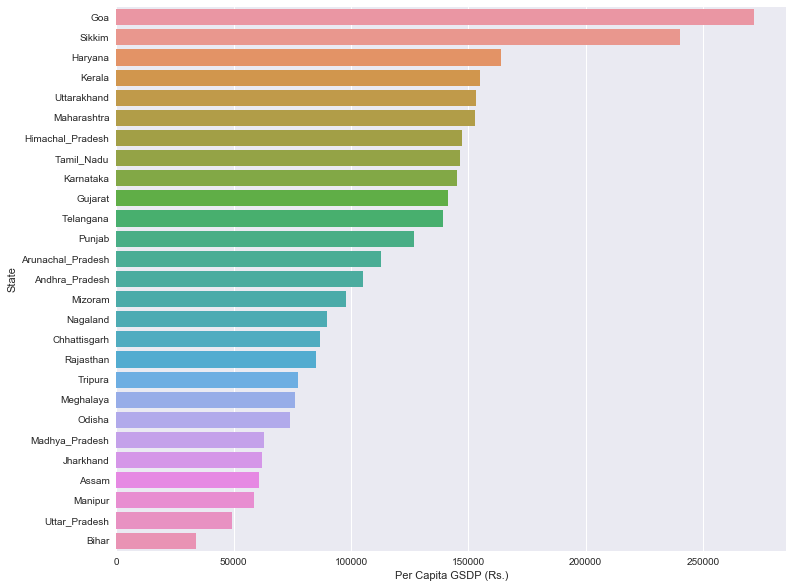 Goa
Sikkim
Haryana
Kerala
Uttarakhand
Maharashtra
Himachal_Pradesh
Tamil_Nadu
Karnataka
Gujarat
Telangana
Punjab
Arunachal_Pradesh
Andhra_Pradesh
Mizoram
Nagaland
Chhattisgarh
Rajasthan
Tripura
Meghalaya
Odisha
Madhya_Pradesh
Jharkhand
Assam
Manipur
Uttar_Pradesh
Bihar
State
0 50000 100000 150000 200000 250000
Per Capita GSDP (Rs.)